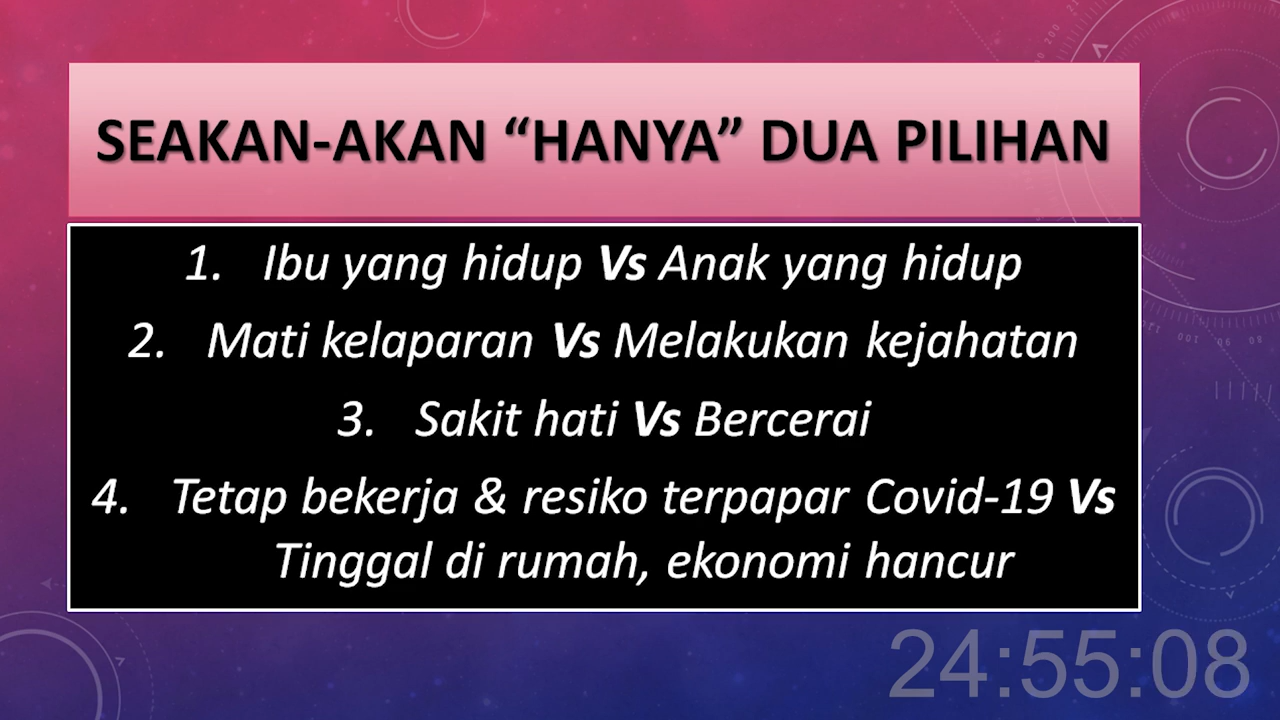 SEAKAN-AKAN “HANYA” DUA PILIHAN
1. Ibu yang hidup Vs Anak yang hidup
2. Mati kelaparan Vs Melakukan kejahatan
3. Sakit hati Vs Bercerai
4. Tetap bekerja & resiko terpapar Covid-19 Vs
Tinggal di rumah, ekonomi hancur
24:55:08